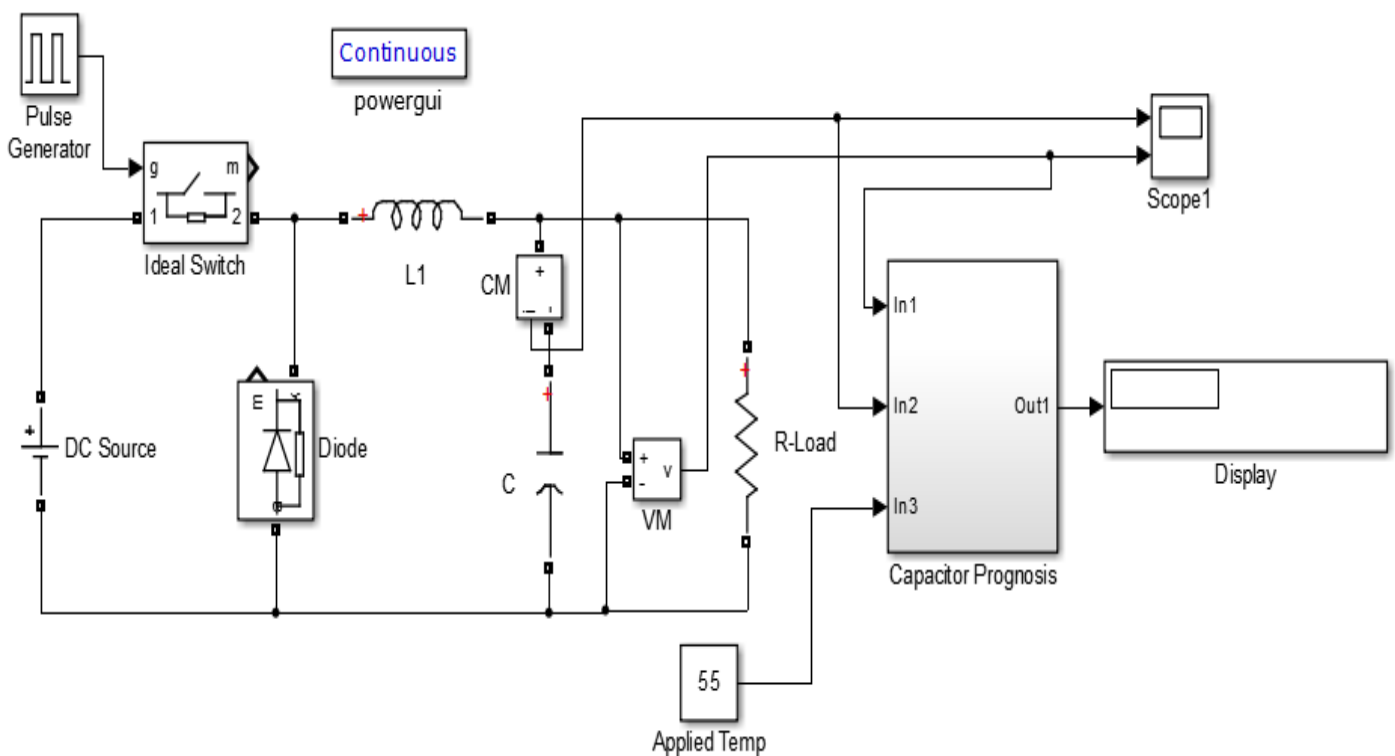 Continuous
powergui
Pulse
Generator
g m
1 2
Ideal Switch
L1
CM
+
i -
DC Source
+
m
Diode
C
+
-
v
VM
R-Load
Scope1
In1
In2
In3
Out1
Capacitor Prognosis
Display
55
Applied Temp